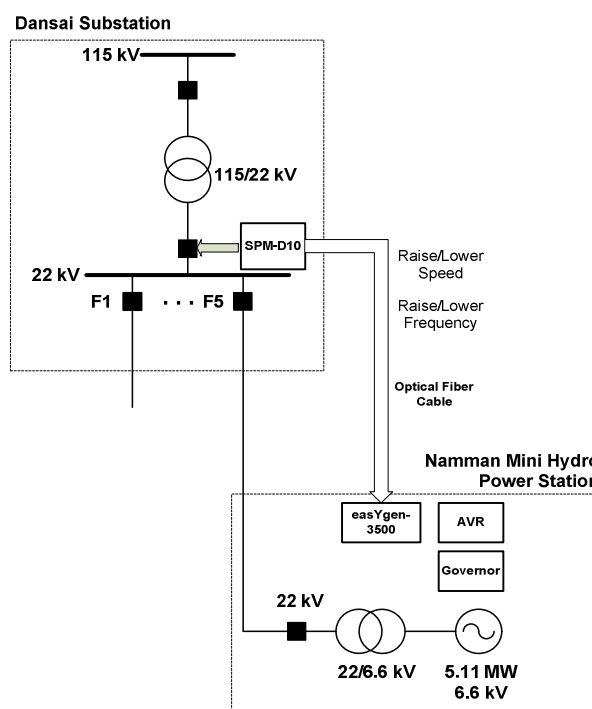 Dansai Substation
115 kV
115/22 kV
SPM-D10
22 kV
F1 . . . F5
Raise/Lower
Speed
Raise/Lower
Frequency
Optical Fiber
Cable
Namman Mini Hydro
Power Station
easYgen-
3500
AVR
Governor
22 kV
22/6.6 kV
5.11 MW
6.6 kV